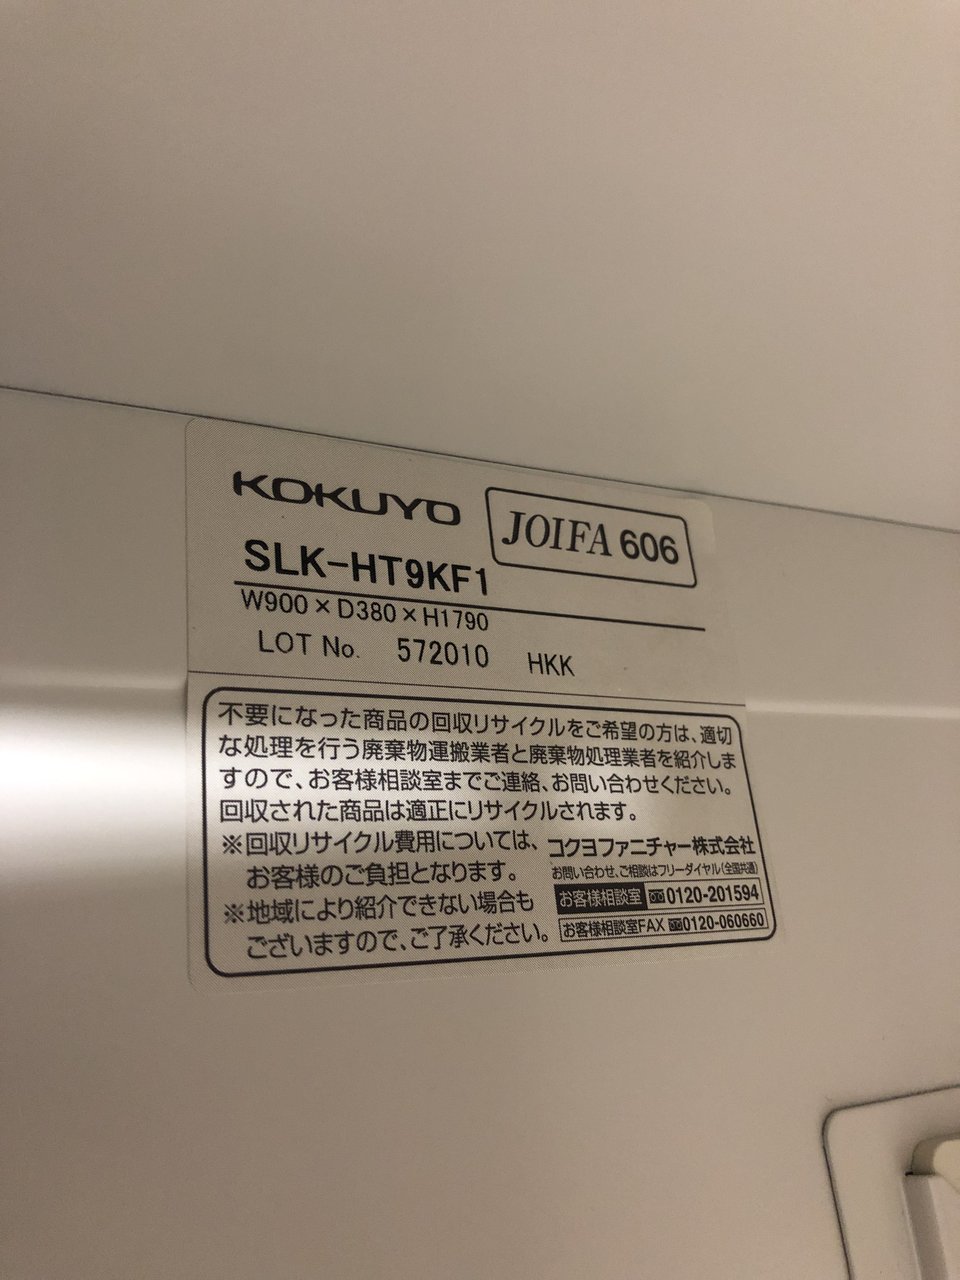 KOKUYO
JOIFA 606
SLK-HT9KF1
W900×D380×H1790
LOT No. 572010 HKK
不要になった商品の回収リサイクルをご希望の方は、適切
な処理を行う廃棄物運搬業者と廃棄物処理業者を紹介しま
すので、お客様相談室までご連絡、お問い合わせください。
回収された商品は適正にリサイクルされます。
※回収リサイクル費用については、
お客様のご負担となります。
※地域により紹介できない場合も
ございますので、ご了承ください。
コクヨファニチャー株式会社
お問い合わせ、ご相談はフリーダイヤル(全国共通)
お客様相談室 0120-201594
お客様相談室FAX 0120-060660